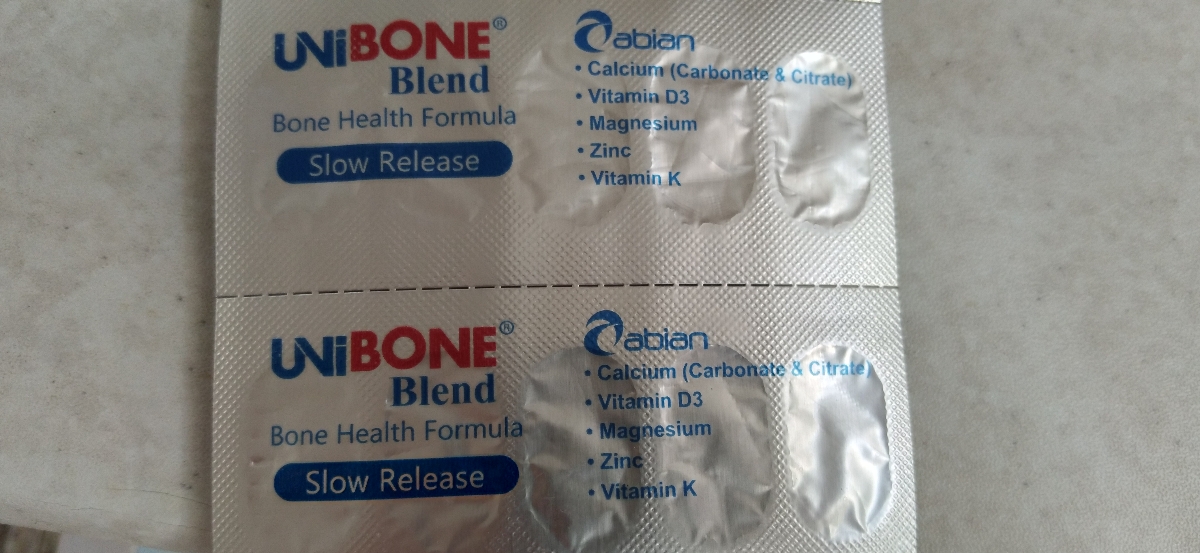 UNiBONE®
Blend
Bone Health Formula
Slow Release
abian
• Calcium (Carbonate & Citrate)
• Vitamin D3
• Magnesium
• Zinc
• Vitamin K
UNiBONE®
Blend
Bone Health Formula
Slow Release
abian
• Calcium (Carbonate & Citrate)
• Vitamin D3
• Magnesium
• Zinc
• Vitamin K